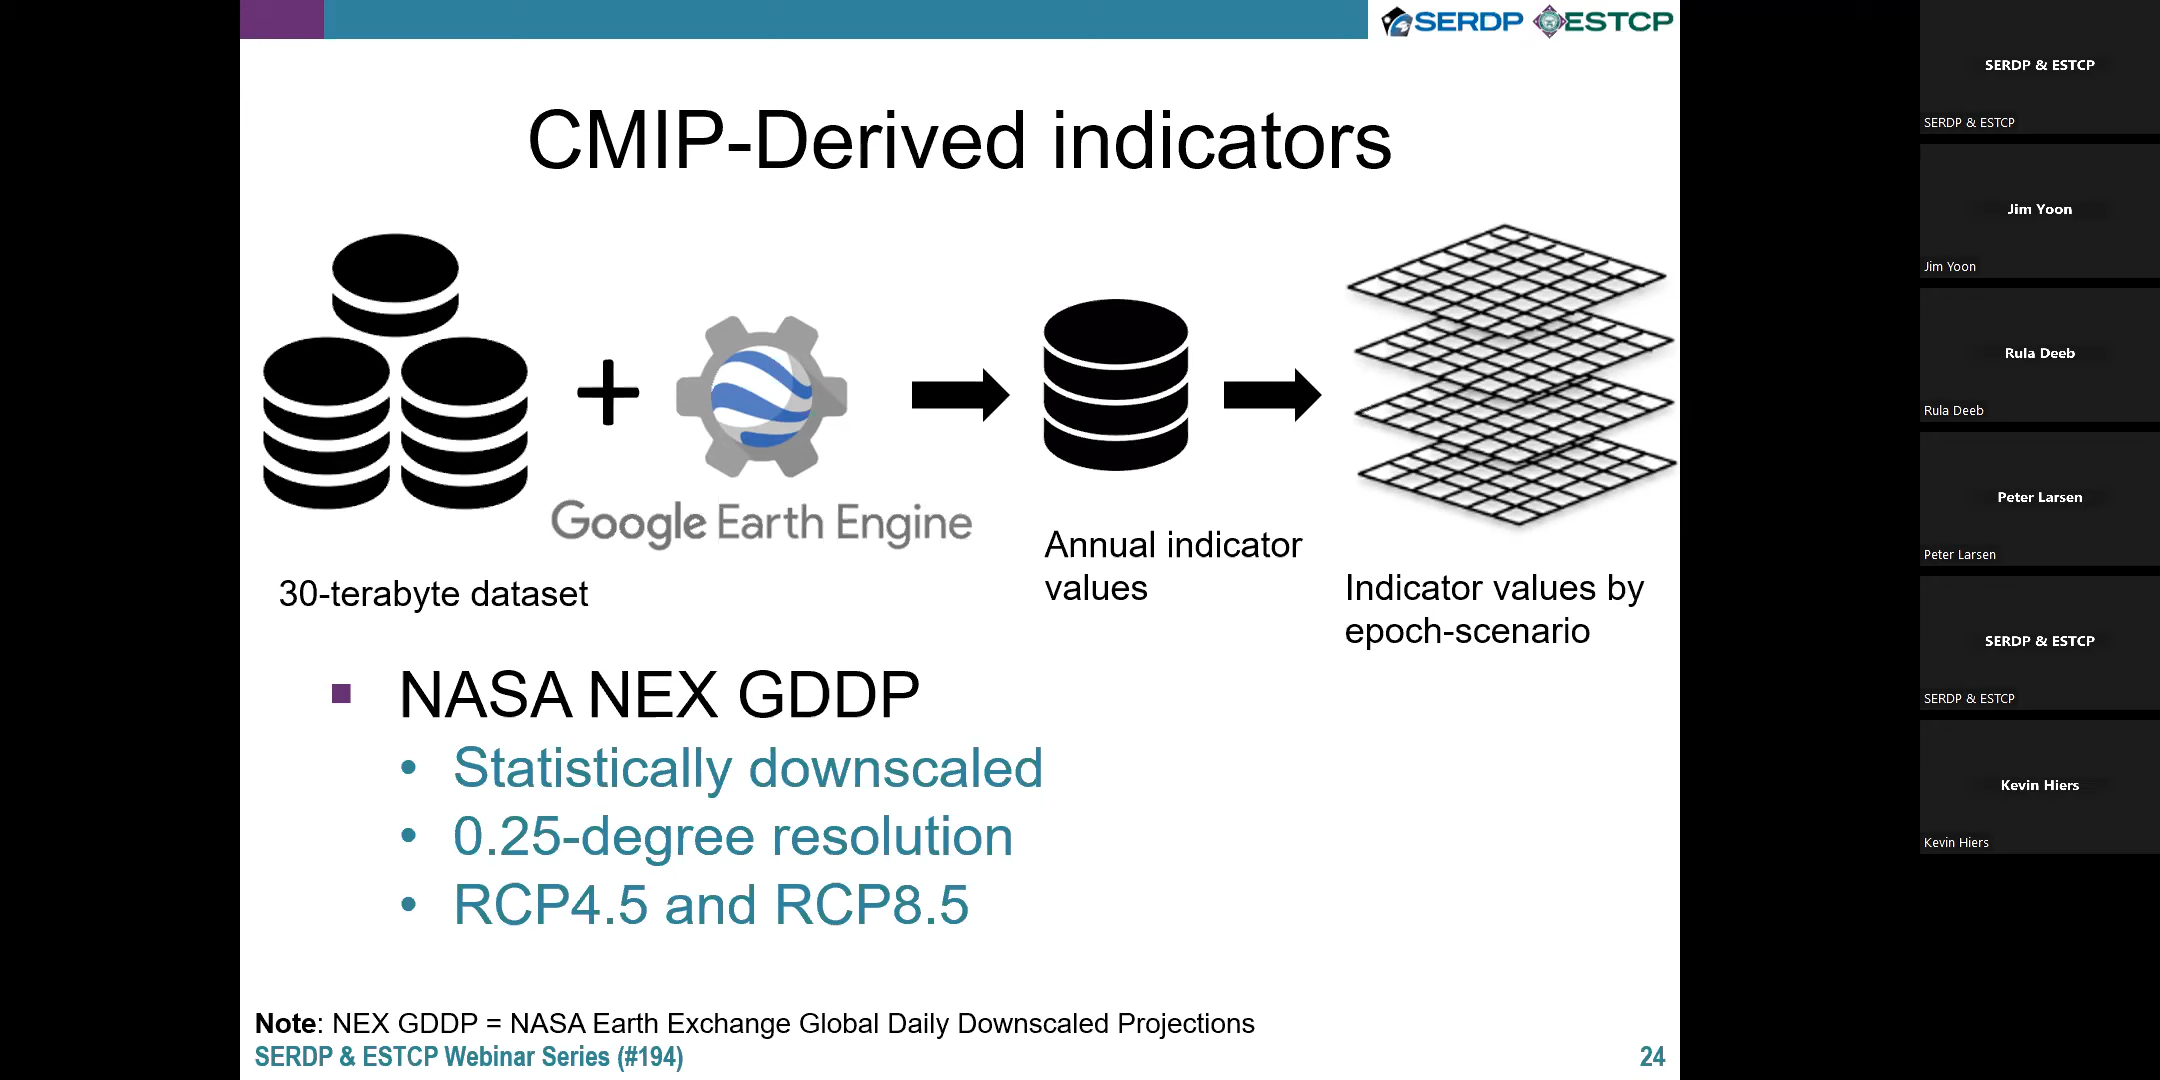 SERDP ESTCP
CMIP-Derived indicators
Google Earth Engine
30-terabyte dataset
Annual indicator
values
Indicator values by
epoch-scenario
NASA NEX GDDP
Statistically downscaled
0.25-degree resolution
RCP4.5 and RCP8.5
Note: NEX GDDP = NASA Earth Exchange Global Daily Downscaled Projections
SERDP & ESTCP Webinar Series (#194)
24
SERDP & ESTCP
SERDP & ESTCP
Jim Yoon
Jim Yoon
Rula Deeb
Rula Deeb
Peter Larsen
Peter Larsen
SERDP & ESTCP
SERDP & ESTCP
Kevin Hiers
Kevin Hiers